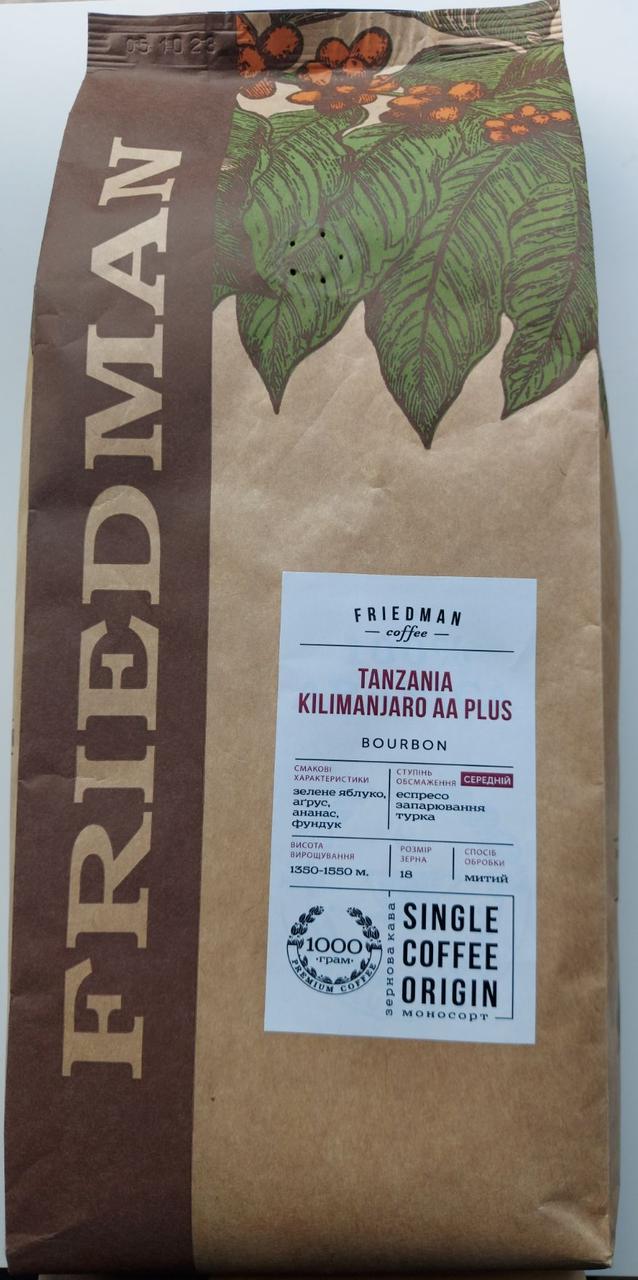 05 10 23
FRIEDMAN
FRIEDMAN
coffee
TANZANIA
KILIMANJARO AA PLUS
BOURBON
СМАКОВІ
ХАРАКТЕРИСТИКИ
зелене яблуко,
аґрус,
ананас,
фундук
СТУПІНЬ
ОБСМАЖЕННЯ СЕРЕДНІЙ
еспресо
запарювання
турка
ВИСОТА
ВИРОЩУВАННЯ
1350-1550 м.
РОЗМІР
ЗЕРНА
18
СПОСІБ
ОБРОБКИ
митий
1000
·грам·
PREMIUM COFFEE
зернова кава
SINGLE
COFFEE
ORIGIN
моносорт